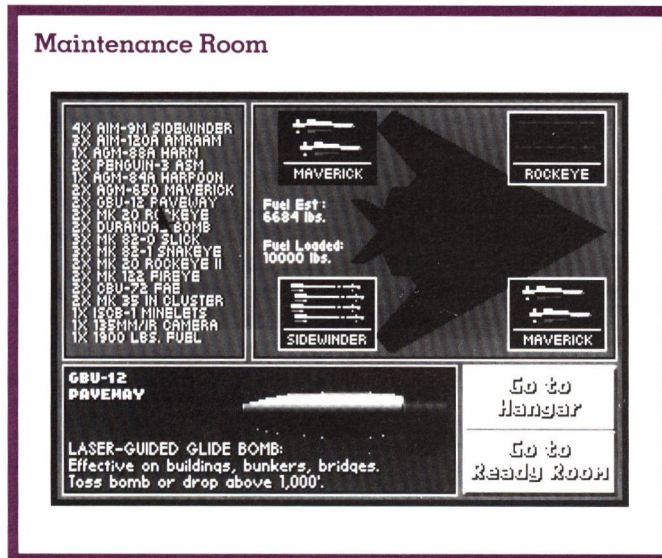 Maintenance Room
4X AIM-9M SIDEWINDER
3X AIM-120A AMRAAM
1X AGM-88A HARM
2X PENGUIN-3 ASM
1X AGM-84A HARPOON
2X AGM-650 MAVERICK
2X GBU-12 PAVEWAY
2X MK 20 ROCKEYE
2X DURANDAL BOMB
3X MK 82-0 SLICK
3X MK 82-1 SNAKEYE
2X MK 20 ROCKEYE II
2X MK 122 FIREYE
3X CBU-72 FAE
2X MK 35 IN CLUSTER
1X ISCB-1 MINELETS
1X 135MM/IR CAMERA
1X 1900 LBS. FUEL
MAVERICK
ROCKEYE
Fuel Est :
6684 lbs.
Fuel Loaded:
10000 lbs.
SIDEWINDER
MAVERICK
GBU-12
PAVEWAY
LASER-GUIDED GLIDE BOMB:
Effective on buildings, bunkers, bridges.
Toss bomb or drop above 1,000'.
Go to
Hangar
Go to
Ready Room